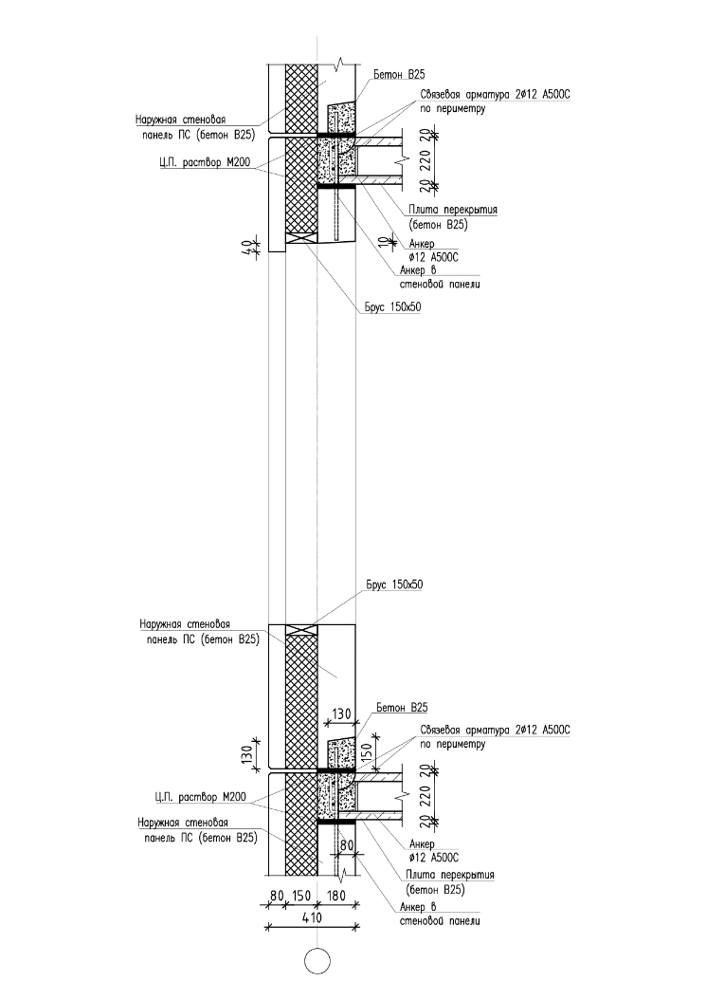 Бетон В25
Связевая арматура 2ø12 А500С
по периметру
Наружная стеновая
панель ПС (бетон В25)
Ц.П. раствор М200
20
220
20
Плита перекрытия
(бетон В25)
Анкер
ø12 А500С
Анкер в
стеновой панели
40
10
Брус 150х50
Брус 150х50
Наружная стеновая
панель ПС (бетон В25)
130
Бетон В25
Связевая арматура 2ø12 А500С
по периметру
130
150
20
220
20
Ц.П. раствор М200
Наружная стеновая
панель ПС (бетон В25)
80
Анкер
ø12 А500С
Плита перекрытия
(бетон В25)
Анкер в
стеновой панели
80 150 180
410